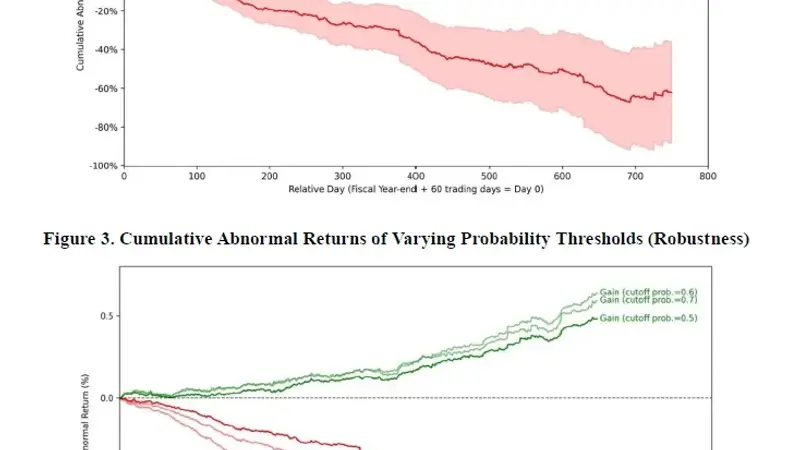 -20%
-40%
-60%
-80%
-100%
0 100 200 300 400 500 600 700 800
Relative Day (Fiscal Year-end + 60 trading days = Day 0)
Cumulative
Figure 3. Cumulative Abnormal Returns of Varying Probability Thresholds (Robustness)
Gain (cutoff prob.=0.6)
Gain (cutoff prob.=0.7)
Gain (cutoff prob.=0.5)
0.5
0.0
Return (%)